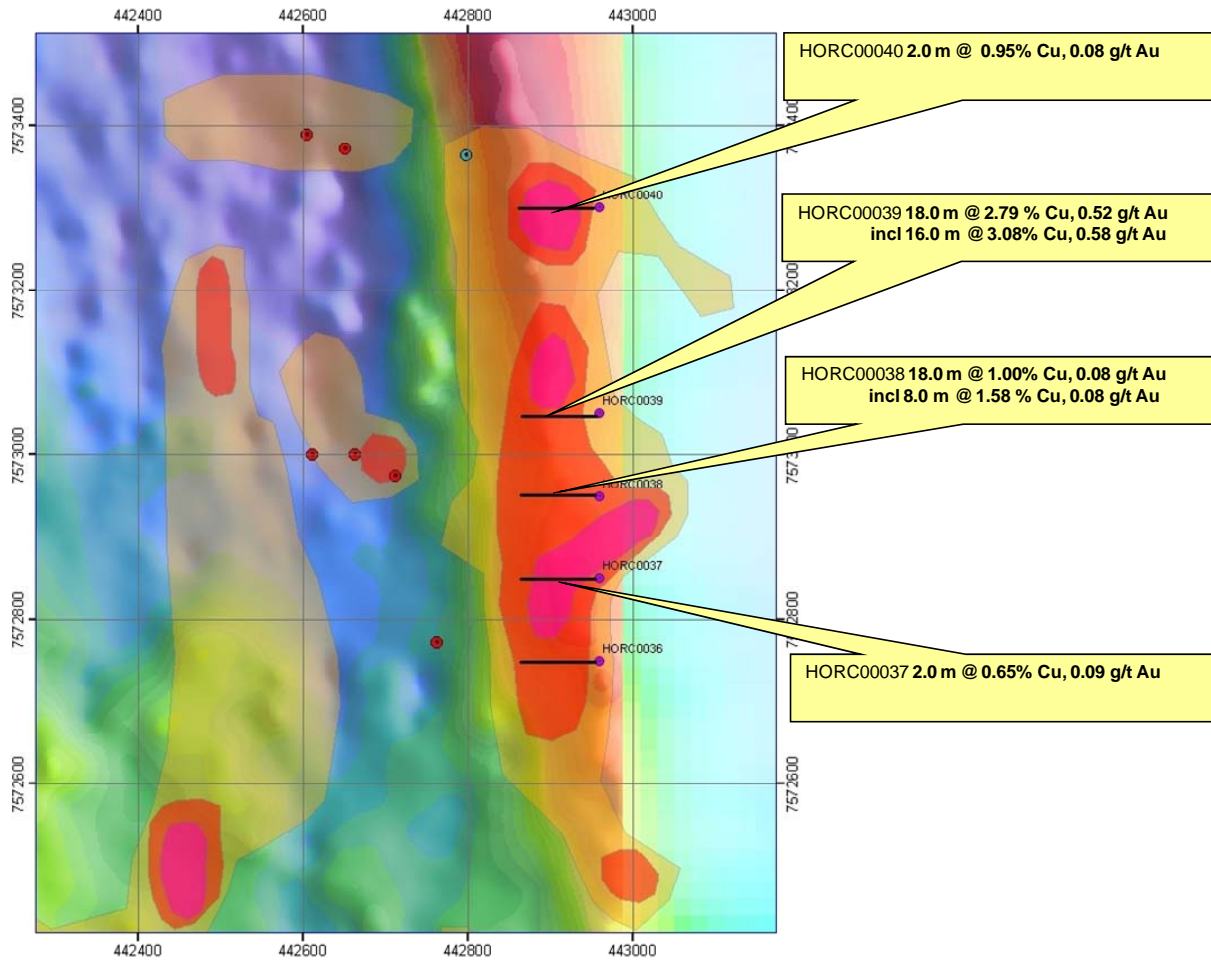 442400 442600 442800 443000
HORC00040 2.0 m @ 0.95% Cu, 0.08 g/t Au
7573400
HORC0040
HORC00039 18.0 m @ 2.79 % Cu, 0.52 g/t Au
incl 16.0 m @ 3.08% Cu, 0.58 g/t Au
7573200
HORC0039
HORC00038 18.0 m @ 1.00% Cu, 0.08 g/t Au
incl 8.0 m @ 1.58 % Cu, 0.08 g/t Au
7573000
HORC0038
HORC0037
7572800 7572800
HORC0036
HORC00037 2.0 m @ 0.65% Cu, 0.09 g/t Au
7572600 7572600
442400 442600 442800 443000